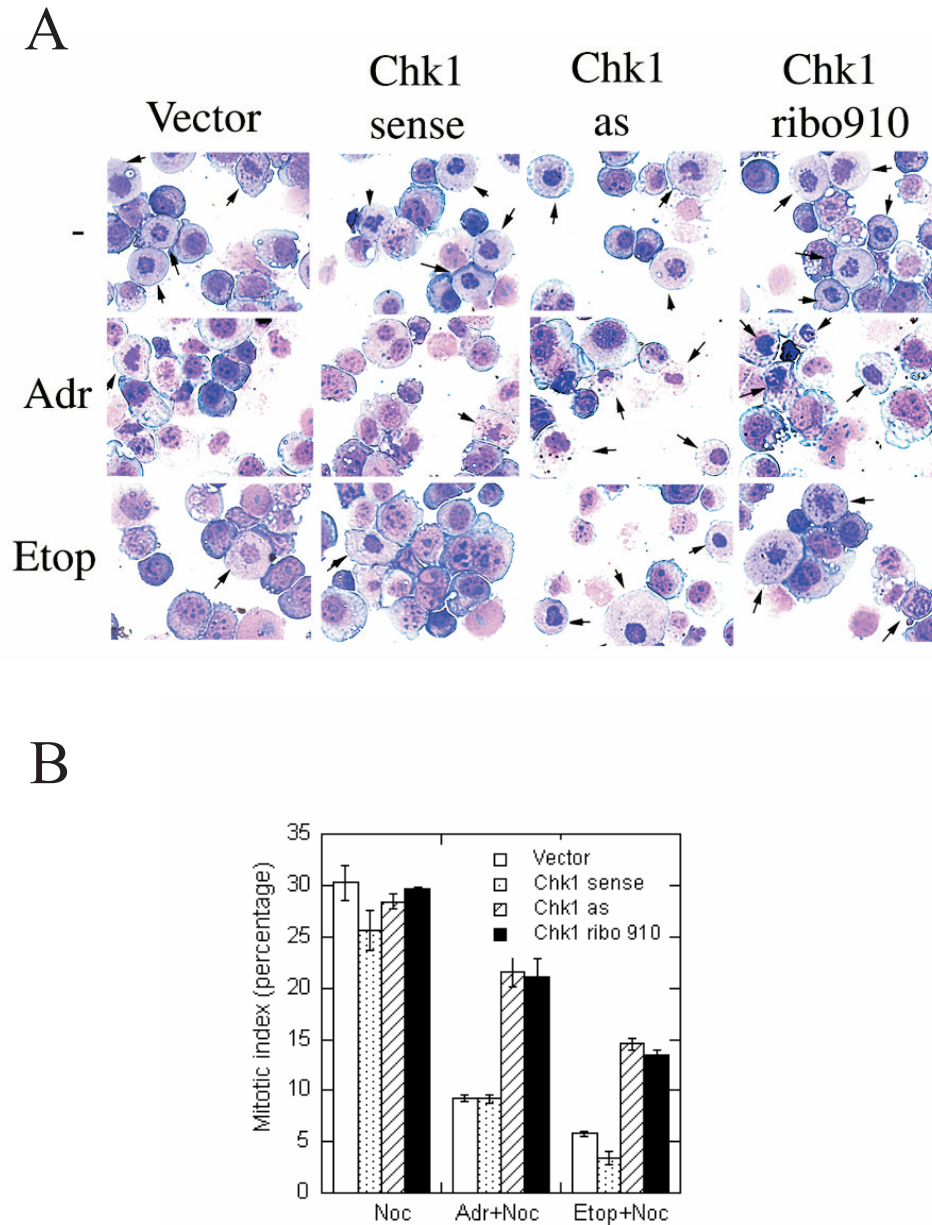 A
Vector
Chk1 sense
Chk1 as
Chk1 ribo910
-
Adr
Etop
B
Mitotic index (percentage)
35
30
25
20
15
10
5
0
Vector
Chk1 sense
Chk1 as
Chk1 ribo 910
Noc
Adr+Noc
Etop+Noc